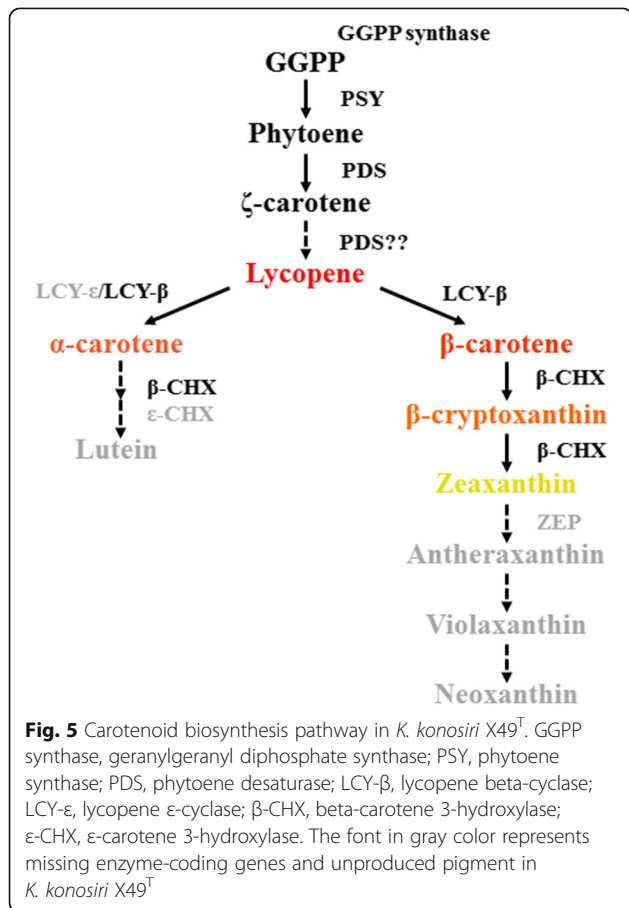 GGPP synthase
GGPP
PSY
Phytoene
PDS
ζ-carotene
PDS??
Lycopene
LCY-ε/LCY-β
LCY-β
α-carotene
β-carotene
β-CHX
ε-CHX
β-CHX
β-cryptoxanthin
Lutein
β-CHX
Zeaxanthin
ZEP
Antheraxanthin
Violaxanthin
Neoxanthin
Fig. 5 Carotenoid biosynthesis pathway in K. konosiri X49ᵀ. GGPP
synthase, geranylgeranyl diphosphate synthase; PSY, phytoene
synthase; PDS, phytoene desaturase; LCY-β, lycopene beta-cyclase;
LCY-ε, lycopene ε-cyclase; β-CHX, beta-carotene 3-hydroxylase;
ε-CHX, ε-carotene 3-hydroxylase. The font in gray color represents
missing enzyme-coding genes and unproduced pigment in
K. konosiri X49ᵀ